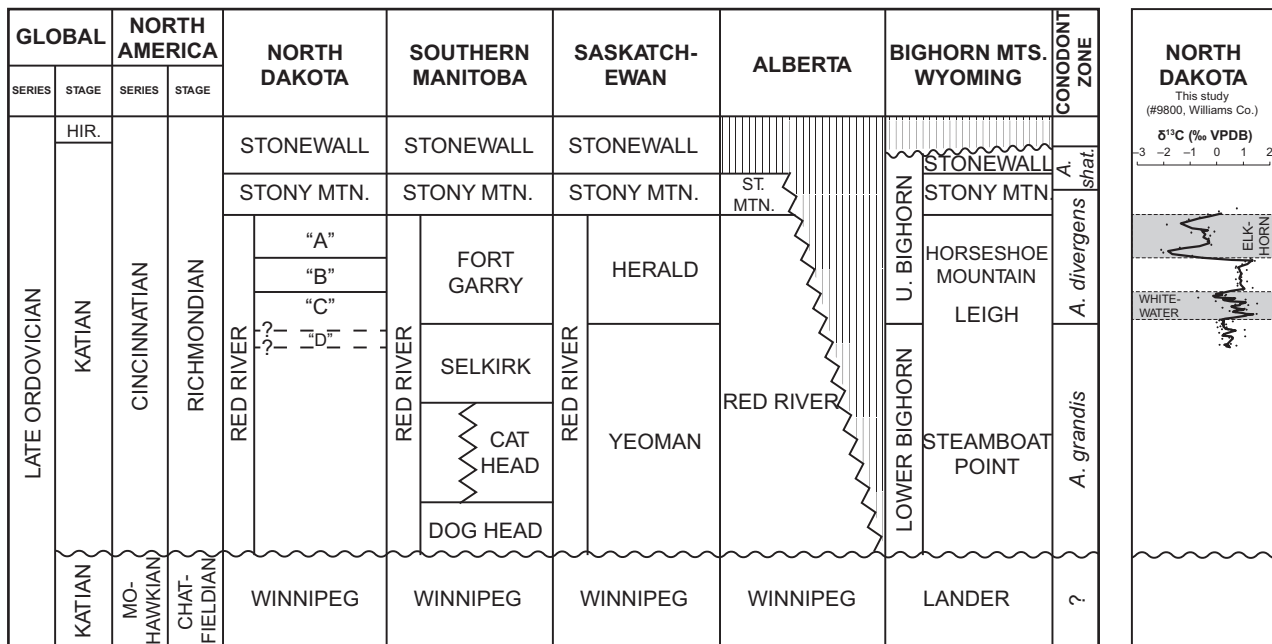 GLOBAL
NORTH
AMERICA
NORTH
DAKOTA
SOUTHERN
MANITOBA
SASKATCH-
EWAN
ALBERTA
BIGHORN MTS.
WYOMING
CONODONT
ZONE
SERIES
STAGE
SERIES
STAGE
LATE ORDOVICIAN
HIR.
KATIAN
KATIAN
CINCINNATIAN
MO-
HAWKIAN
RICHMONDIAN
CHAT-
FIELDIAN
STONEWALL
STONY MTN.
RED RIVER
“A”
“B”
“C”
?
“D”
?
WINNIPEG
STONEWALL
STONY MTN.
RED RIVER
FORT
GARRY
SELKIRK
CAT
HEAD
DOG HEAD
WINNIPEG
STONEWALL
STONY MTN.
RED RIVER
HERALD
YEOMAN
WINNIPEG
ST.
MTN.
RED RIVER
WINNIPEG
U. BIGHORN
LOWER BIGHORN
STONEWALL
STONY MTN.
HORSESHOE
MOUNTAIN
LEIGH
STEAMBOAT
POINT
LANDER
A.
shat.
A. divergens
A. grandis
?
NORTH
DAKOTA
This study
(#9800, Williams Co.)
δ¹³C (‰ VPDB)
–3 –2 –1 0 1 2
ELK-
HORN
WHITE-
WATER